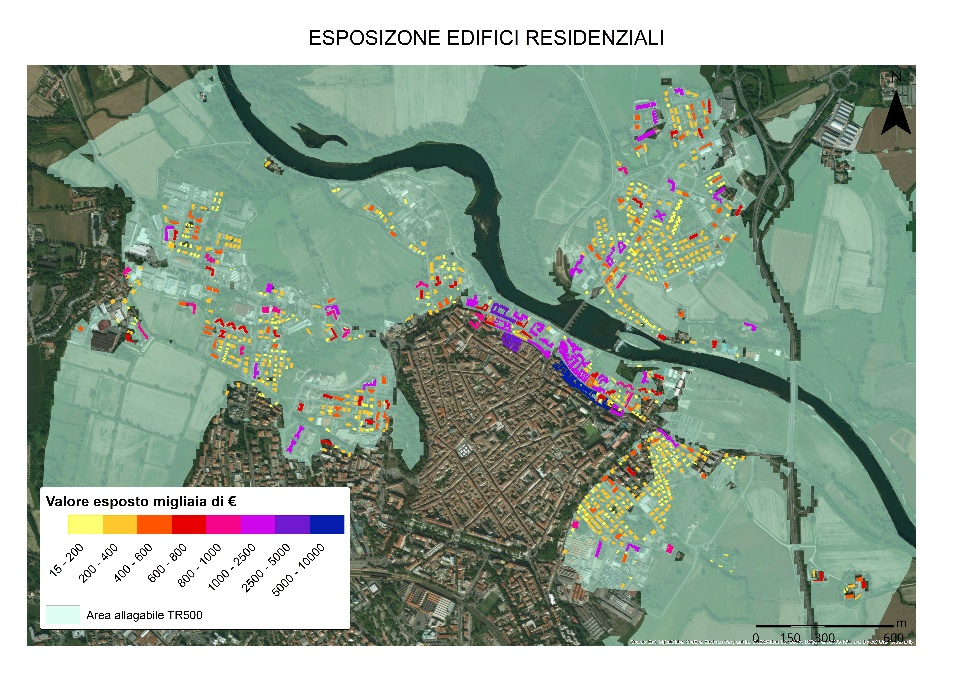 ESPOSIZONE EDIFICI RESIDENZIALI
N
Valore esposto migliaia di €
15 - 200
200 - 400
400 - 600
600 - 800
800 - 1000
1000 - 2500
2500 - 5000
5000 - 10000
Area allagabile TR500
m
0 150 300 600